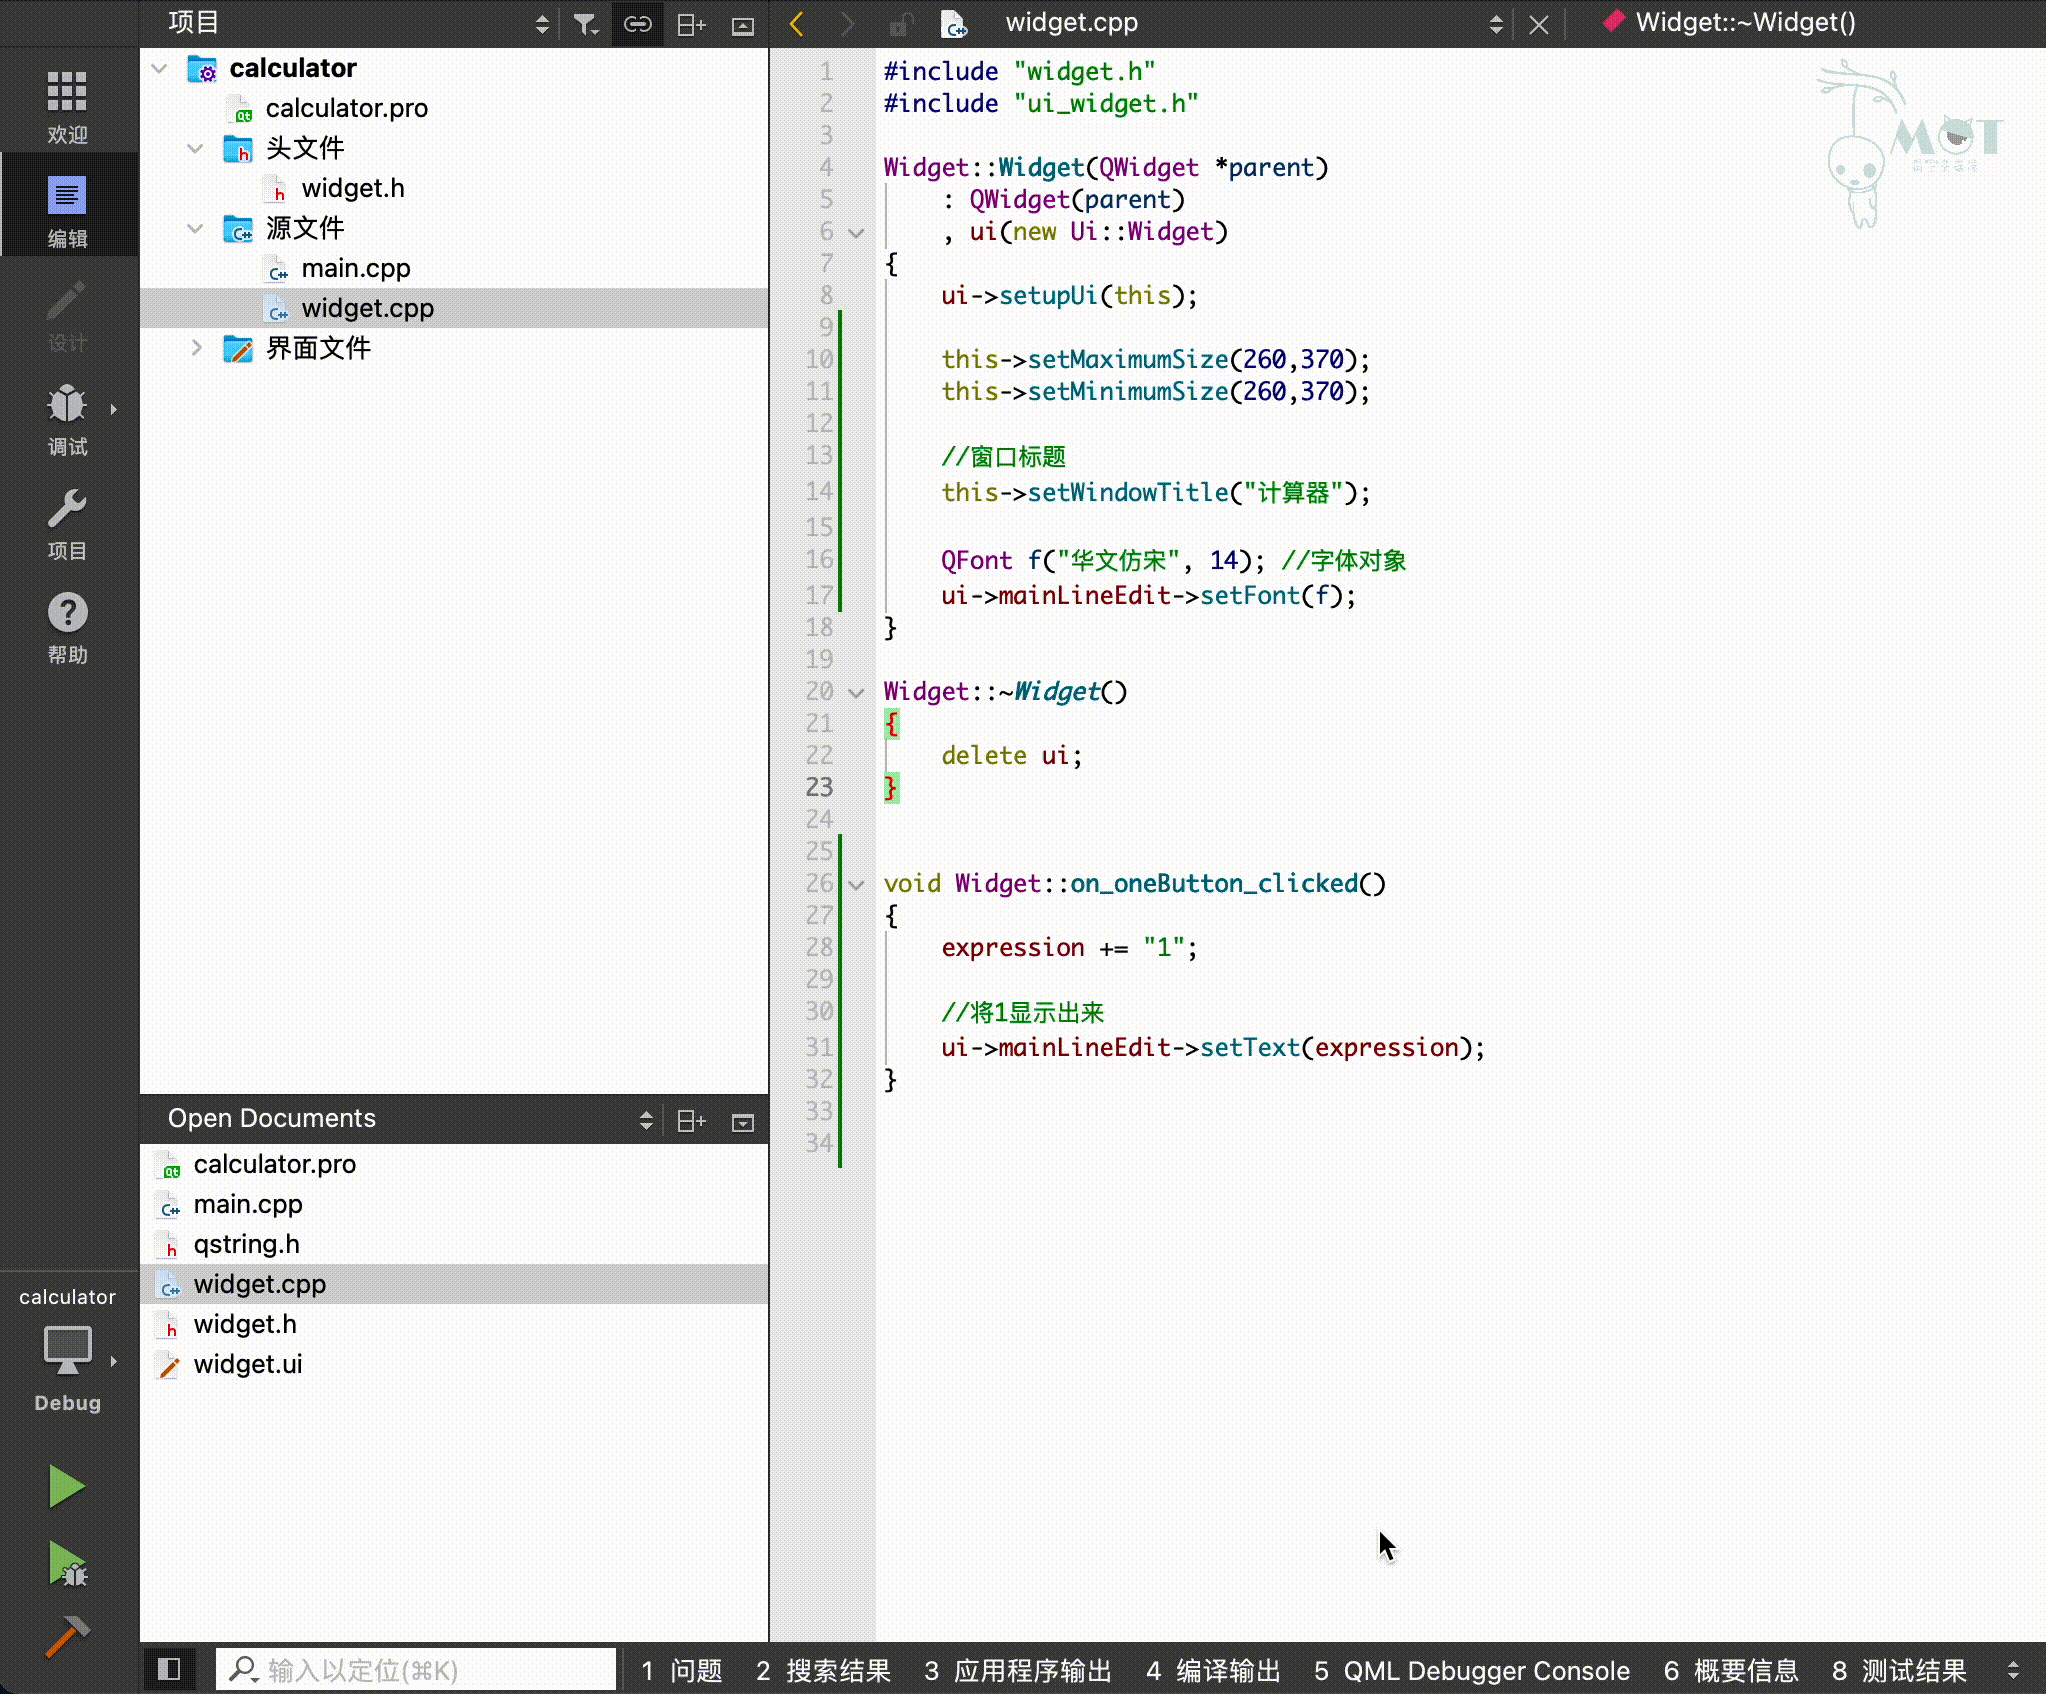 项目
widget.cpp
Widget::~Widget()
欢迎
编辑
设计
调试
项目
帮助
calculator
Debug
calculator
calculator.pro
头文件
widget.h
源文件
main.cpp
widget.cpp
界面文件
Open Documents
calculator.pro
main.cpp
qstring.h
widget.cpp
widget.h
widget.ui
1 #include "widget.h"
2 #include "ui_widget.h"
3
4 Widget::Widget(QWidget *parent)
5     : QWidget(parent)
6     , ui(new Ui::Widget)
7 {
8     ui->setupUi(this);
9
10     this->setMaximumSize(260,370);
11     this->setMinimumSize(260,370);
12
13     //窗口标题
14     this->setWindowTitle("计算器");
15
16     QFont f("华文仿宋", 14); //字体对象
17     ui->mainLineEdit->setFont(f);
18 }
19
20 Widget::~Widget()
21 {
22     delete ui;
23 }
24
25
26 void Widget::on_oneButton_clicked()
27 {
28     expression += "1";
29
30     //将1显示出来
31     ui->mainLineEdit->setText(expression);
32 }
33
34
MOT
输入以定位(⌘K)
1 问题 2 搜索结果 3 应用程序输出 4 编译输出 5 QML Debugger Console 6 概要信息 8 测试结果